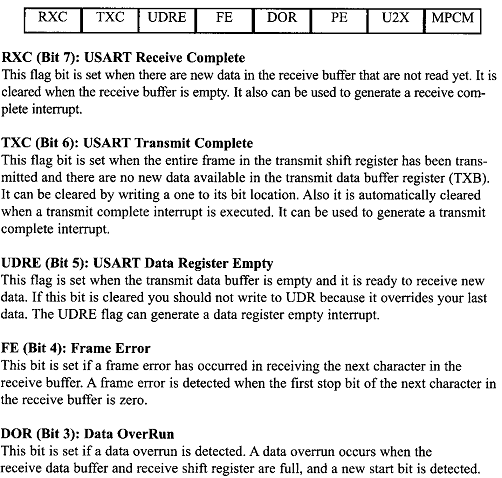 RXC TXC UDRE FE DOR PE U2X MPCM
RXC (Bit 7): USART Receive Complete
This flag bit is set when there are new data in the receive buffer that are not read yet. It is
cleared when the receive buffer is empty. It also can be used to generate a receive com-
plete interrupt.
TXC (Bit 6): USART Transmit Complete
This flag bit is set when the entire frame in the transmit shift register has been trans-
mitted and there are no new data available in the transmit data buffer register (TXB).
It can be cleared by writing a one to its bit location. Also it is automatically cleared
when a transmit complete interrupt is executed. It can be used to generate a transmit
complete interrupt.
UDRE (Bit 5): USART Data Register Empty
This flag is set when the transmit data buffer is empty and it is ready to receive new
data. If this bit is cleared you should not write to UDR because it overrides your last
data. The UDRE flag can generate a data register empty interrupt.
FE (Bit 4): Frame Error
This bit is set if a frame error has occurred in receiving the next character in the
receive buffer. A frame error is detected when the first stop bit of the next character in
the receive buffer is zero.
DOR (Bit 3): Data OverRun
This bit is set if a data overrun is detected. A data overrun occurs when the
receive data buffer and receive shift register are full, and a new start bit is detected.